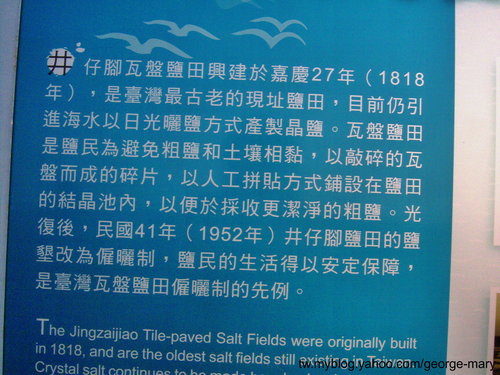 井仔腳瓦盤鹽田興建於嘉慶27年（1818
年），是臺灣最古老的現址鹽田，目前仍引
進海水以日光曬鹽方式產製晶鹽。瓦盤鹽田
是鹽民為避免粗鹽和土壤相黏，以敲碎的瓦
盤而成的碎片，以人工拼貼方式鋪設在鹽田
的結晶池內，以便於採收更潔淨的粗鹽。光
復後，民國41年（1952年）井仔腳鹽田的鹽
墾改為僱曬制，鹽民的生活得以安定保障，
是臺灣瓦盤鹽田僱曬制的先例。
The Jingzaijiao Tile-paved Salt Fields were originally built
in 1818, and are the oldest salt fields still existing in Taiwan.
Crystal salt continues to be made
tw.myblog.yahoo.com/george-mary